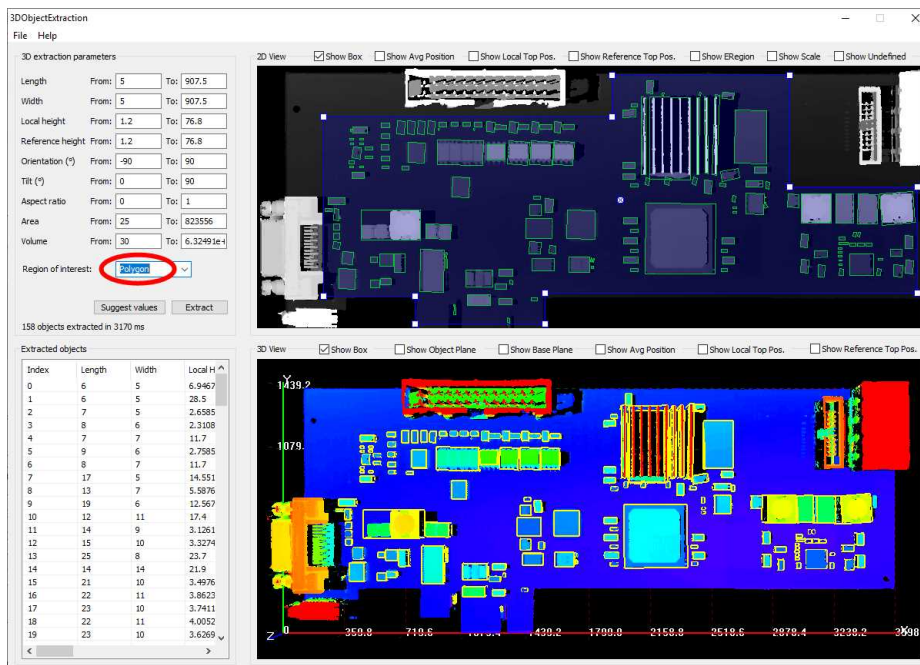 3DObjectExtraction
File Help
3D extraction parameters
Length From: 5 To: 907.5
Width From: 5 To: 907.5
Local height From: 1.2 To: 76.8
Reference height From: 1.2 To: 76.8
Orientation (°) From: -90 To: 90
Tilt (°) From: 0 To: 90
Aspect ratio From: 0 To: 1
Area From: 25 To: 823556
Volume From: 30 To: 6.32491e+
Region of interest: Polygon
Suggest values Extract
158 objects extracted in 3170 ms
Extracted objects
Index Length Width Local H
0 6 5 6.9467
1 6 5 28.5
2 7 5 2.6585
3 8 6 2.3108
4 7 7 11.7
5 9 6 2.7585
6 8 7 11.7
7 17 5 14.551
8 13 7 5.5876
9 19 6 12.567
10 12 11 17.4
11 14 9 3.1261
12 15 10 3.3274
13 25 8 23.7
14 14 14 21.9
15 21 10 3.4976
16 22 11 3.8623
17 23 10 3.7411
18 22 11 4.0052
19 23 10 3.6269
2D View Show Box Show Avg Position Show Local Top Pos. Show Reference Top Pos. Show ERegion Show Scale Show Undefined
3D View Show Box Show Object Plane Show Base Plane Show Avg Position Show Local Top Pos. Show Reference Top Pos.
Y
1439.2
1079.
Z 0 359.8 719.6 1079.4 1439.2 1799.0 2158.8 2518.6 2878.4 3238.2 3598
X